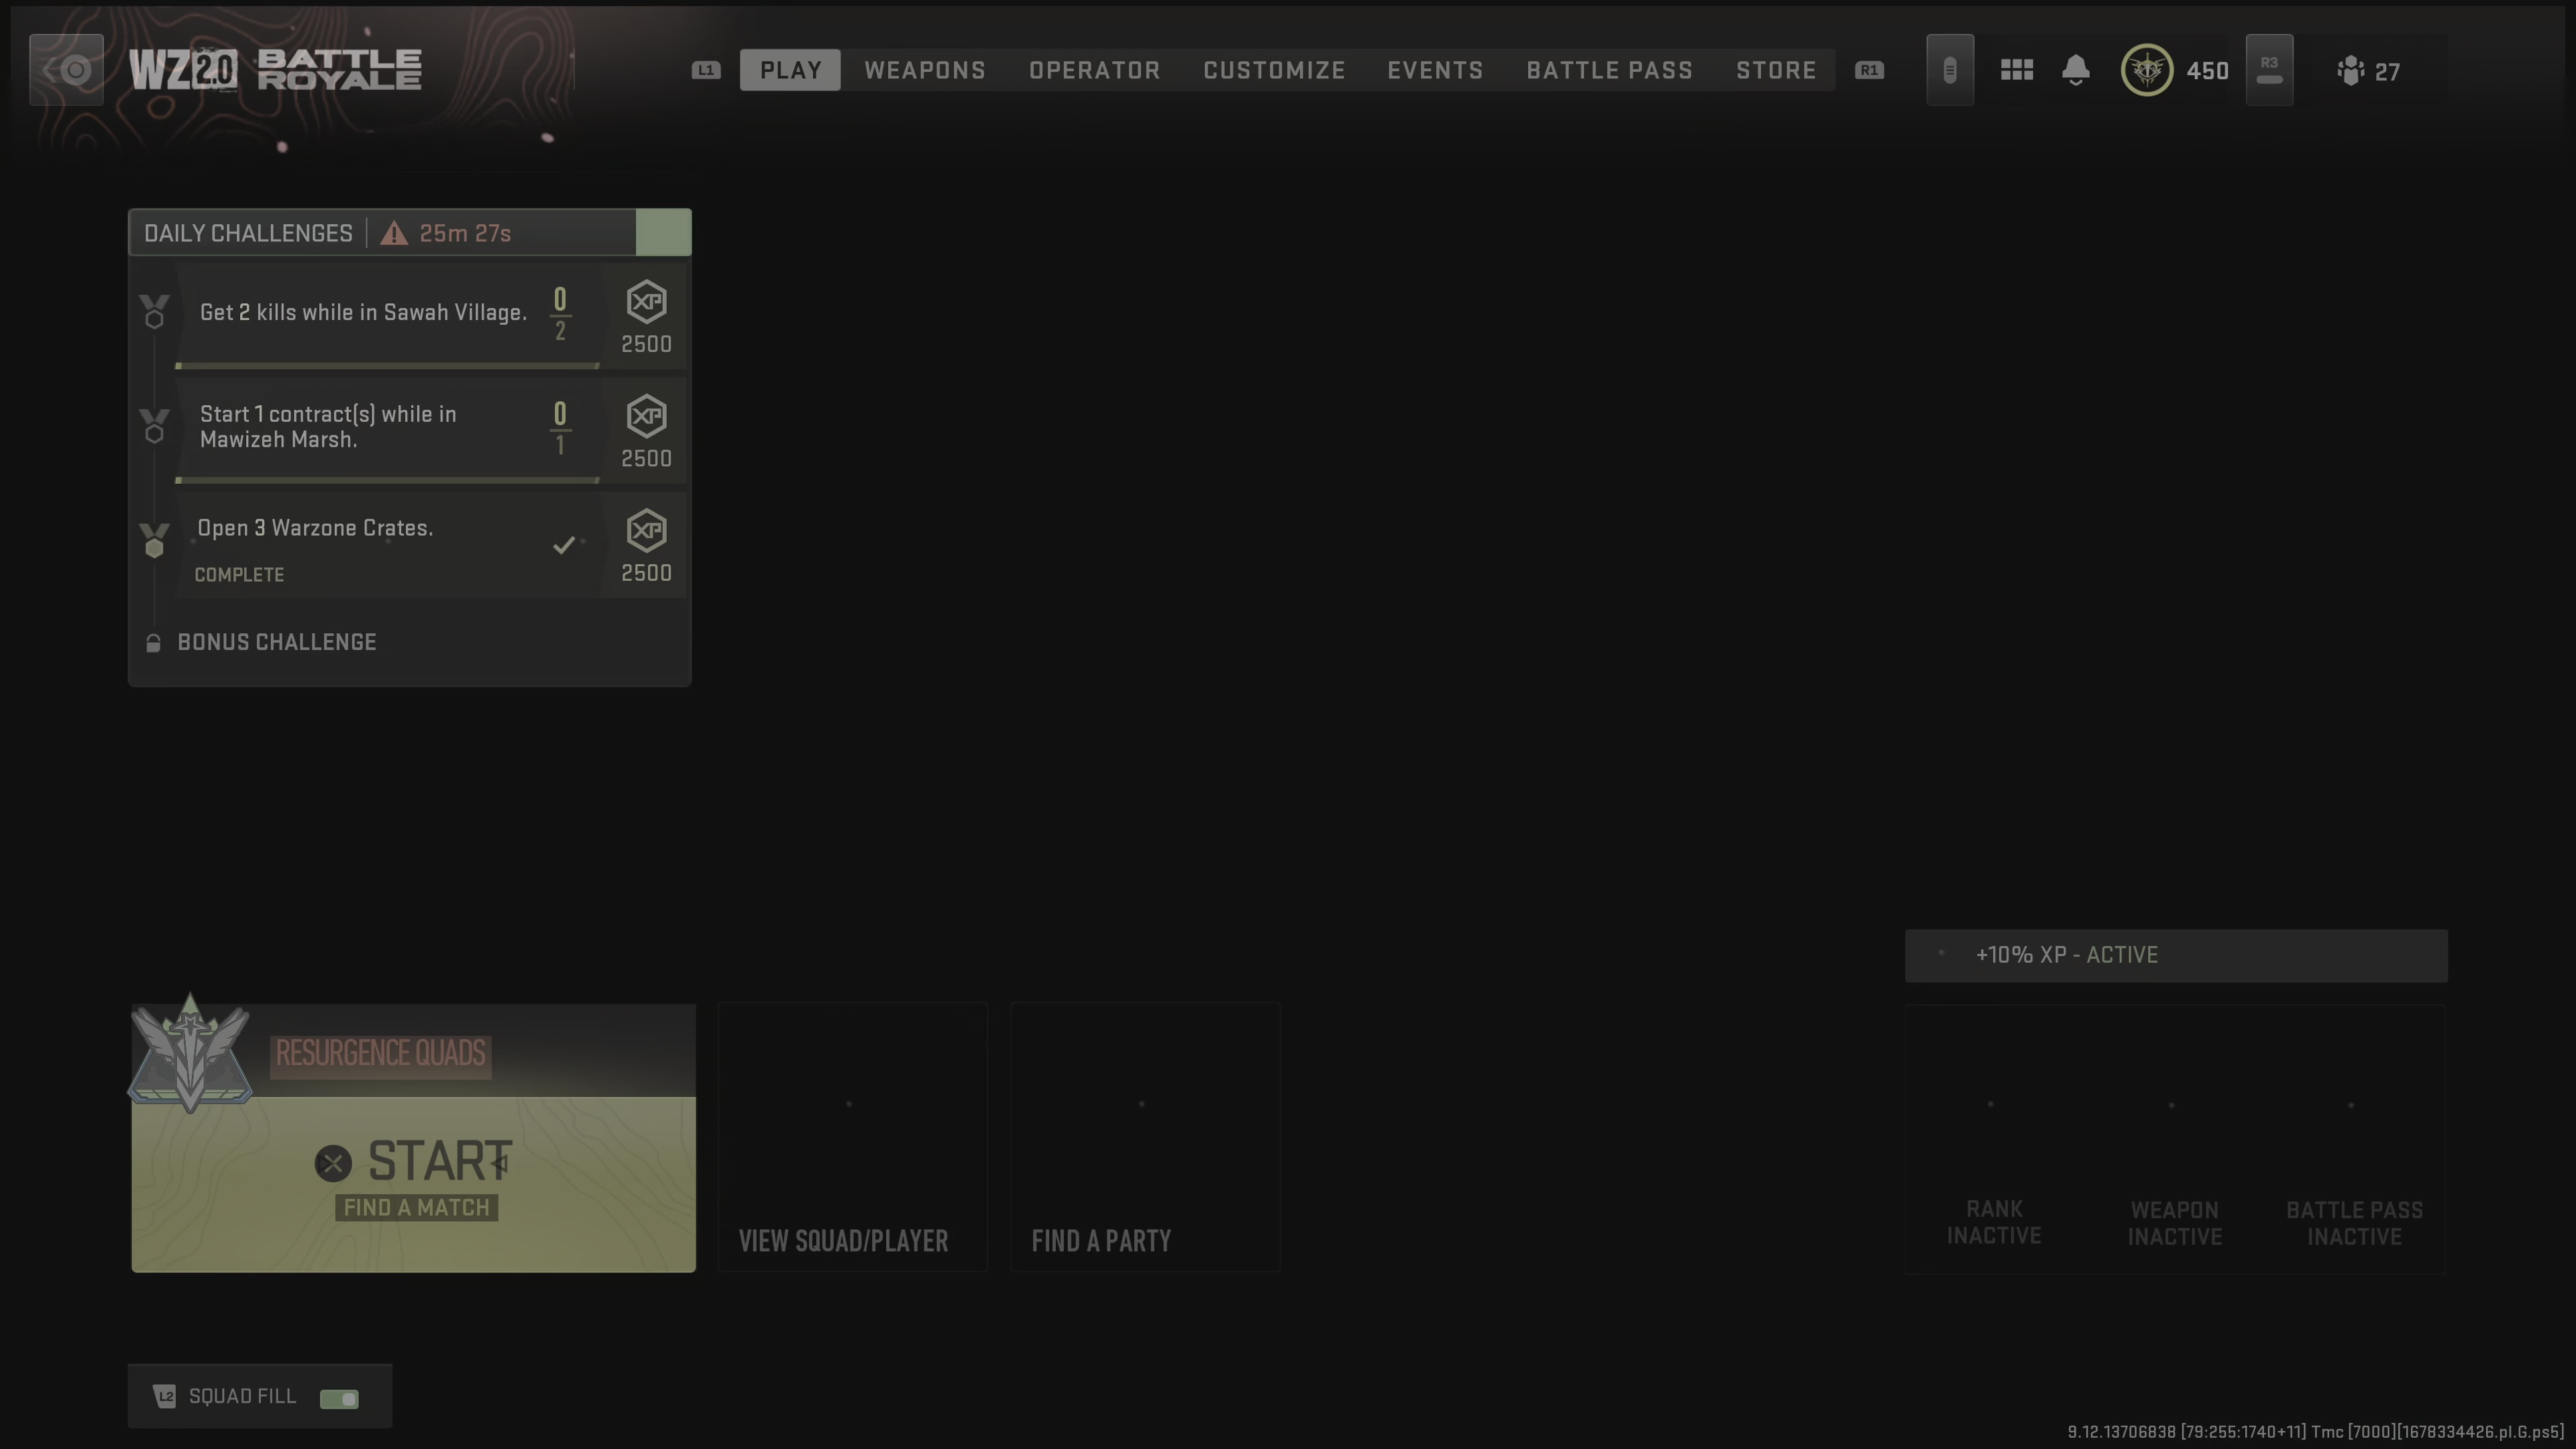 WZ2.0 BATTLE ROYALE
L1 PLAY WEAPONS OPERATOR CUSTOMIZE EVENTS BATTLE PASS STORE R1
450
R3
27
DAILY CHALLENGES
25m 27s
Get 2 kills while in Sawah Village.
0
2
XP
2500
Start 1 contract(s) while in
Mawizeh Marsh.
0
1
XP
2500
Open 3 Warzone Crates.
COMPLETE
XP
2500
BONUS CHALLENGE
+10% XP - ACTIVE
RESURGENCE QUADS
START
FIND A MATCH
VIEW SQUAD/PLAYER
FIND A PARTY
RANK
INACTIVE
WEAPON
INACTIVE
BATTLE PASS
INACTIVE
L2 SQUAD FILL
9.12.13706838 [79:255:1740+11] Tmc [7000][1678334426.pl.G.ps5]